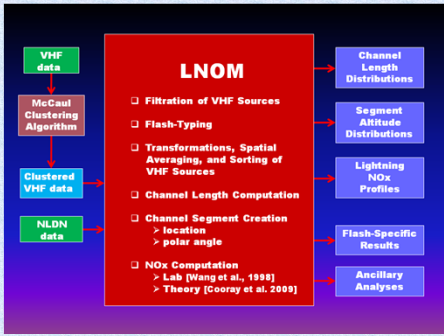 VHF
data
McCaul
Clustering
Algorithm
Clustered
VHF data
NLDN
data
LNOM
❑ Filtration of VHF Sources
❑ Flash-Typing
❑ Transformations, Spatial
Averaging, and Sorting of
VHF Sources
❑ Channel Length Computation
❑ Channel Segment Creation
➢ location
➢ polar angle
❑ NOx Computation
➢ Lab [Wang et al., 1998]
➢ Theory [Cooray et al. 2009]
Channel
Length
Distributions
Segment
Altitude
Distributions
Lightning
NOx
Profiles
Flash-Specific
Results
Ancillary
Analyses